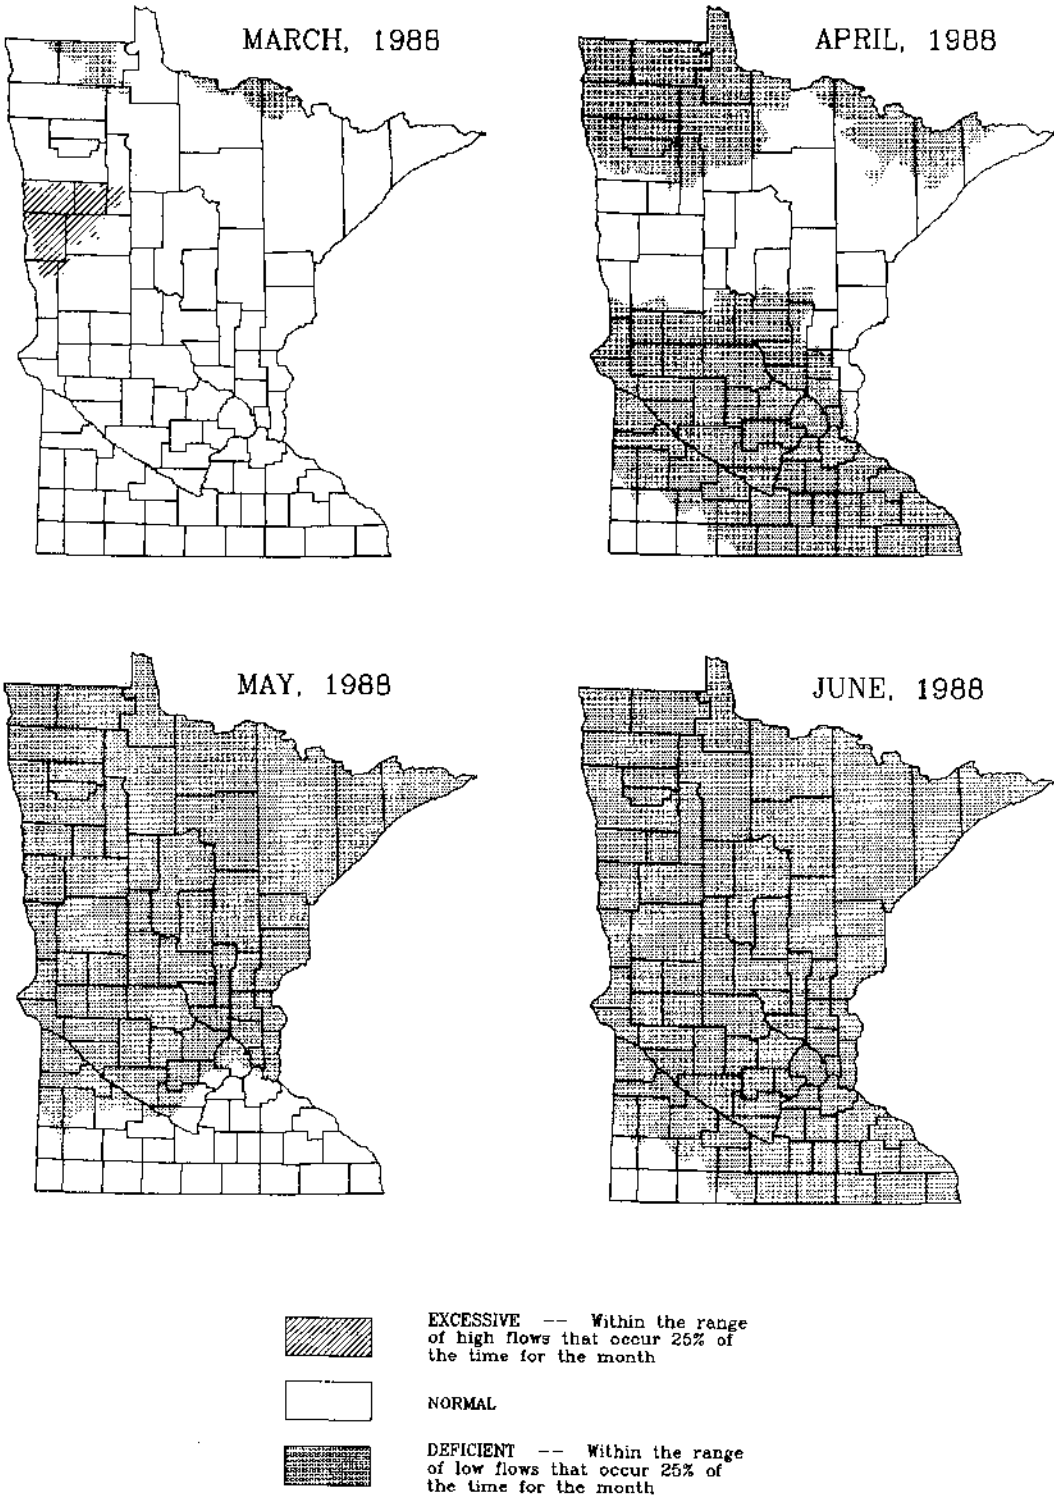 MARCH, 1988
APRIL, 1988
MAY, 1988
JUNE, 1988
EXCESSIVE -- Within the range
of high flows that occur 25% of
the time for the month
NORMAL
DEFICIENT -- Within the range
of low flows that occur 25% of
the time for the month